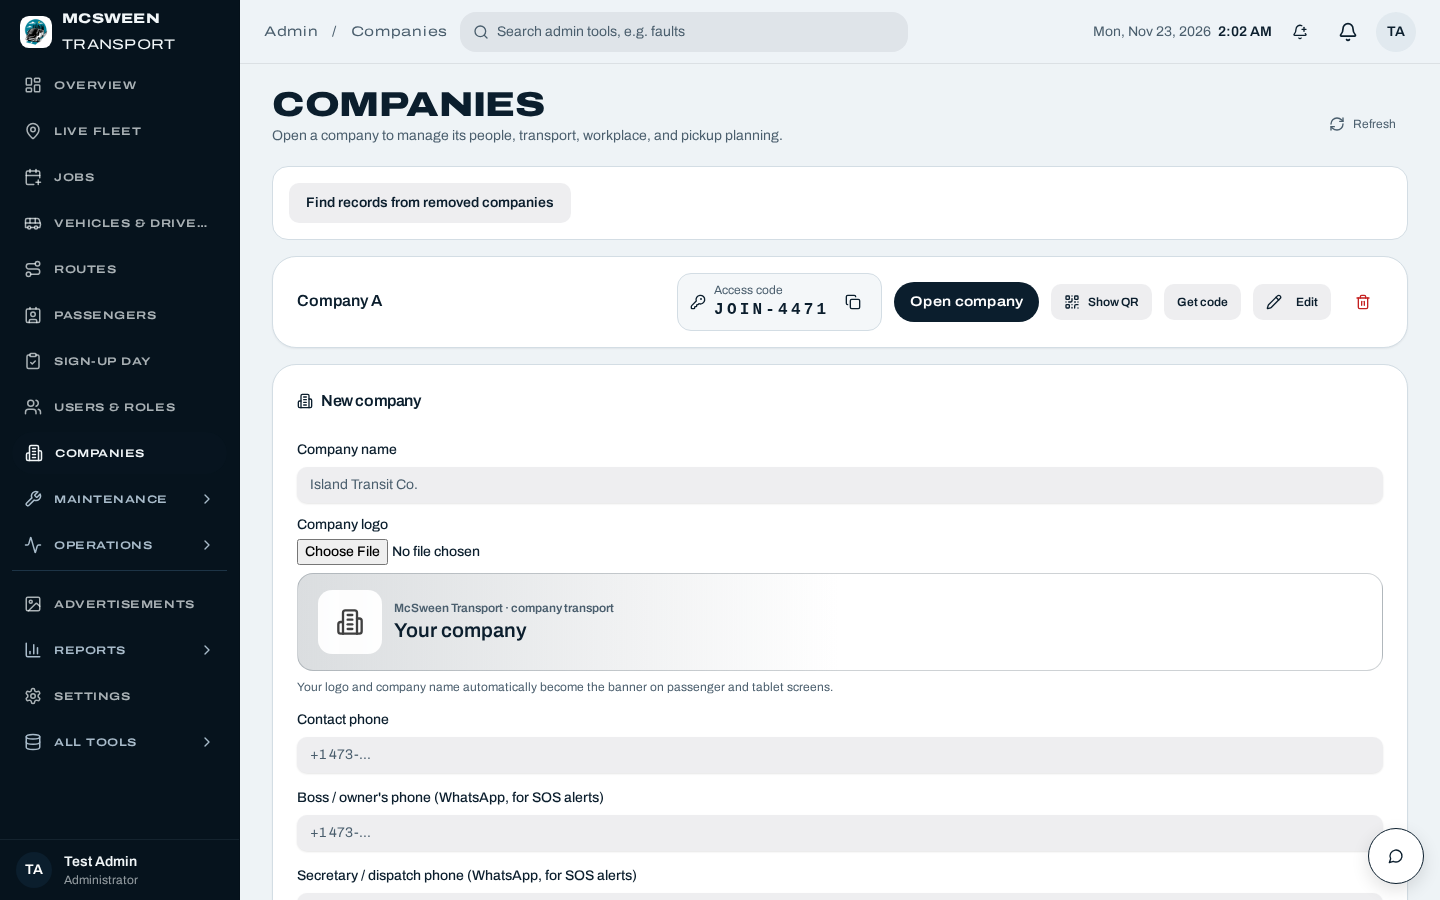 MCSWEEN
TRANSPORT
OVERVIEW
LIVE FLEET
JOBS
VEHICLES & DRIVE...
ROUTES
PASSENGERS
SIGN-UP DAY
USERS & ROLES
COMPANIES
MAINTENANCE
OPERATIONS
ADVERTISEMENTS
REPORTS
SETTINGS
ALL TOOLS
TA
Test Admin
Administrator
Admin / Companies
Search admin tools, e.g. faults
Mon, Nov 23, 2026 2:02 AM
TA
COMPANIES
Open a company to manage its people, transport, workplace, and pickup planning.
Refresh
Find records from removed companies
Company A
Access code
JOIN-4471
Open company
Show QR
Get code
Edit
New company
Company name
Island Transit Co.
Company logo
Choose File No file chosen
McSween Transport · company transport
Your company
Your logo and company name automatically become the banner on passenger and tablet screens.
Contact phone
+1 473-...
Boss / owner's phone (WhatsApp, for SOS alerts)
+1 473-...
Secretary / dispatch phone (WhatsApp, for SOS alerts)